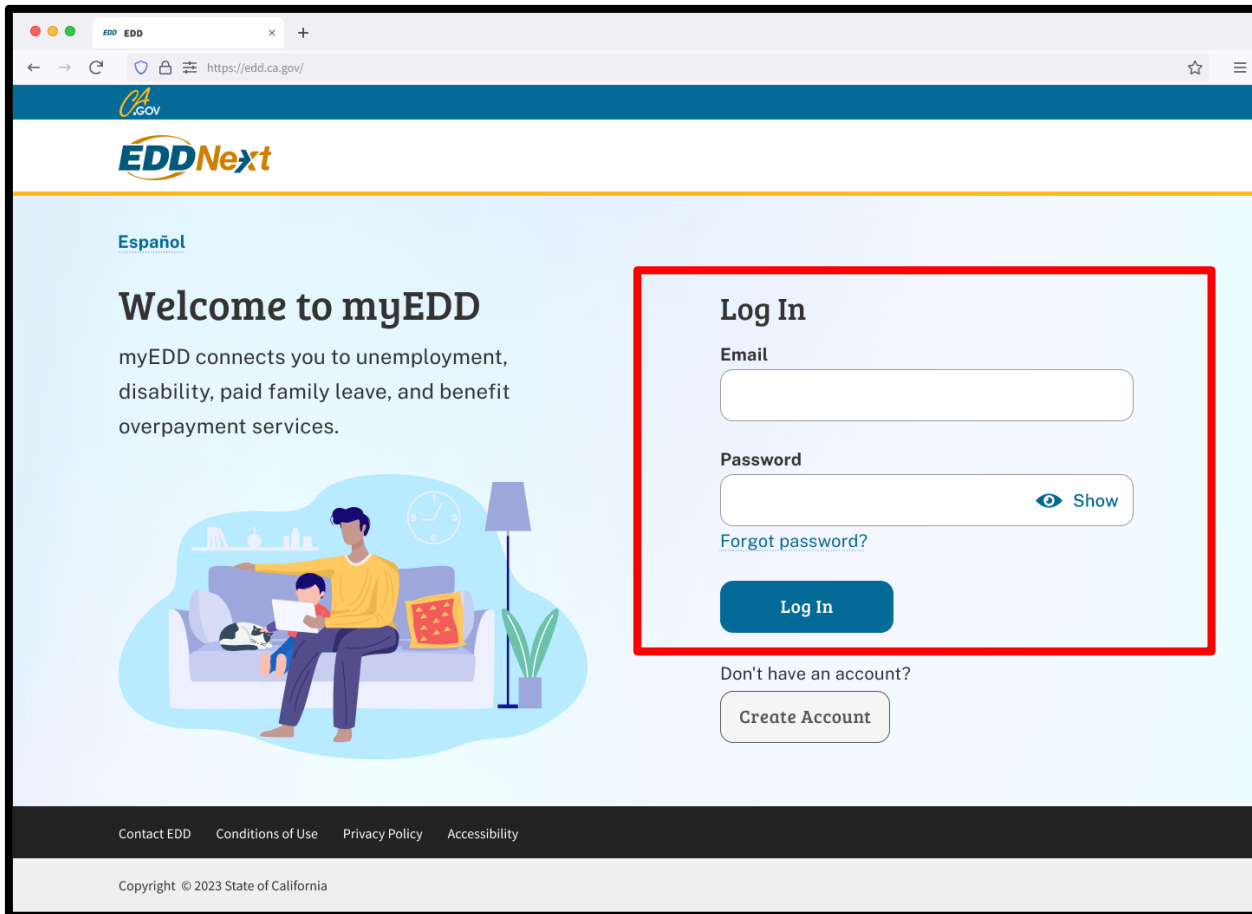 EDD EDD
https://edd.ca.gov/
CA.GOV
EDDNext
Español
Welcome to myEDD
myEDD connects you to unemployment,
disability, paid family leave, and benefit
overpayment services.
Log In
Email
Password
Show
Forgot password?
Log In
Don't have an account?
Create Account
Contact EDD Conditions of Use Privacy Policy Accessibility
Copyright © 2023 State of California